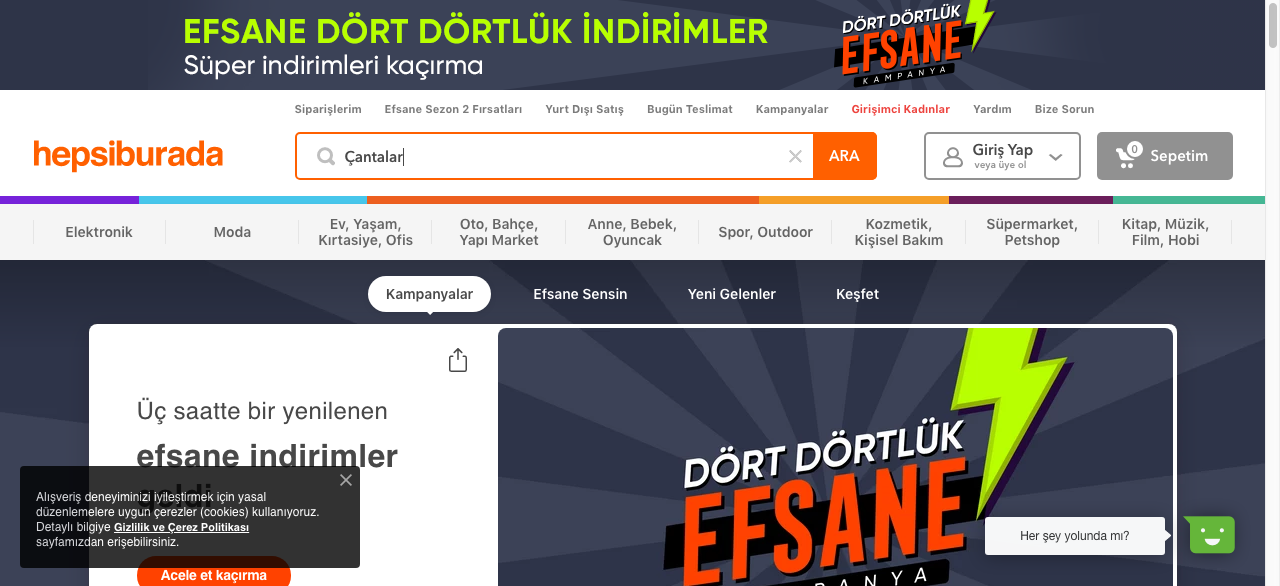 EFSANE DÖRT DÖRTLÜK İNDİRİMLER
Süper indirimleri kaçırma
DÖRT DÖRTLÜK
EFSANE
KAMPANYA
Siparişlerim Efsane Sezon 2 Fırsatları Yurt Dışı Satış Bugün Teslimat Kampanyalar Girişimci Kadınlar Yardım Bize Sorun
hepsiburada
Çantalar
ARA
Giriş Yap
veya üye ol
0
Sepetim
Elektronik
Moda
Ev, Yaşam,
Kırtasiye, Ofis
Oto, Bahçe,
Yapı Market
Anne, Bebek,
Oyuncak
Spor, Outdoor
Kozmetik,
Kişisel Bakım
Süpermarket,
Petshop
Kitap, Müzik,
Film, Hobi
Kampanyalar Efsane Sensin Yeni Gelenler Keşfet
Üç saatte bir yenilenen
efsane indirimler
Alışveriş deneyiminizi iyileştirmek için yasal
düzenlemelere uygun çerezler (cookies) kullanıyoruz.
Detaylı bilgiye Gizlilik ve Çerez Politikası
sayfamızdan erişebilirsiniz.
Acele et kaçırma
DÖRT DÖRTLÜK
EFSANE
PANYA
Her şey yolunda mı?